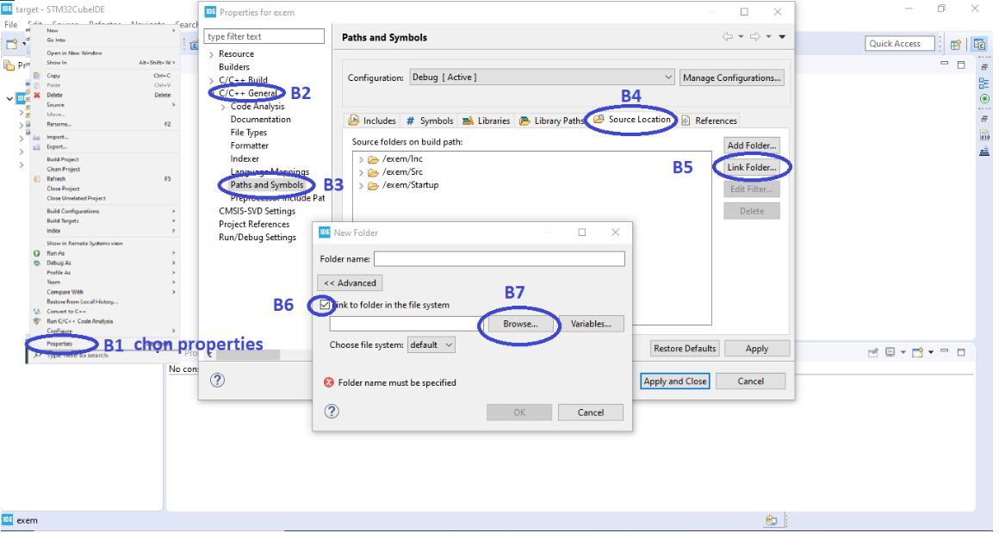 IDE target - STM32CubeIDE
File Edit Source Refactor Navigate Search
Quick Access
New
Go Into
Open in New Window
Show In Alt+Shift+W >
Copy Ctrl+C
Paste Ctrl+V
Delete Delete
Source
Move...
Rename... F2
Import...
Export...
Build Project
Clean Project
Refresh F5
Close Project
Close Unrelated Project
Build Configurations
Build Targets
Index
Show in Remote Systems view
Run As
Debug As
Profile As
Team
Compare With
Restore from Local History...
Convert to C++
Run C/C++ Code Analysis
Configure
Properties
Type here to search
B1 chọn properties
No cons
IDE Properties for exem
type filter text
Resource
Builders
C/C++ Build
C/C++ General
B2
Code Analysis
Documentation
File Types
Formatter
Indexer
Language Mappings
Paths and Symbols
B3
Preprocessor Include Pat
CMSIS-SVD Settings
Project References
Run/Debug Settings
Paths and Symbols
Configuration: Debug [ Active ] Manage Configurations...
B4
Includes # Symbols Libraries Library Paths Source Location References
Source folders on build path:
/exem/Inc
/exem/Src
/exem/Startup
Add Folder...
B5
Link Folder...
Edit Filter...
Delete
Restore Defaults Apply
Apply and Close Cancel
IDE New Folder
Folder name:
<< Advanced
B6
Link to folder in the file system
B7
Browse... Variables...
Choose file system: default
Folder name must be specified
OK Cancel
IDE exem